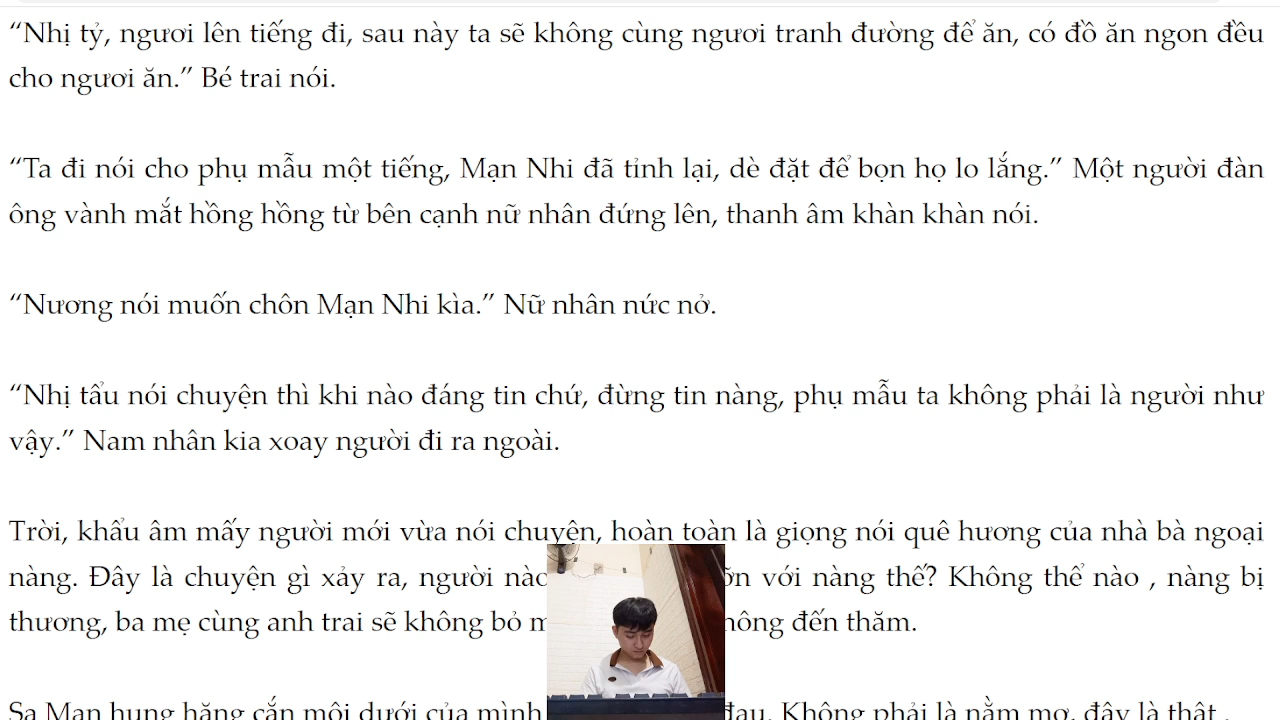 “Nhị tỷ, ngươi lên tiếng đi, sau này ta sẽ không cùng ngươi tranh đường để ăn, có đồ ăn ngon đều
cho ngươi ăn.” Bé trai nói.
“Ta đi nói cho phụ mẫu một tiếng, Mạn Nhi đã tỉnh lại, dè đặt để bọn họ lo lắng.” Một người đàn
ông vành mắt hồng hồng từ bên cạnh nữ nhân đứng lên, thanh âm khàn khàn nói.
“Nương nói muốn chôn Mạn Nhi kìa.” Nữ nhân nức nở.
“Nhị tẩu nói chuyện thì khi nào đáng tin chứ, đừng tin nàng, phụ mẫu ta không phải là người như
vậy.” Nam nhân kia xoay người đi ra ngoài.
Trời, khẩu âm mấy người mới vừa nói chuyện, hoàn toàn là giọng nói quê hương của nhà bà ngoại
nàng. Đây là chuyện gì xảy ra, người nào với nàng thế? Không thể nào , nàng bị
thương, ba mẹ cùng anh trai sẽ không bỏ đến thăm.
Sa Man hung hăng cắn môi dưới của mình đau. Không phải là nằm mơ, đây là thật .